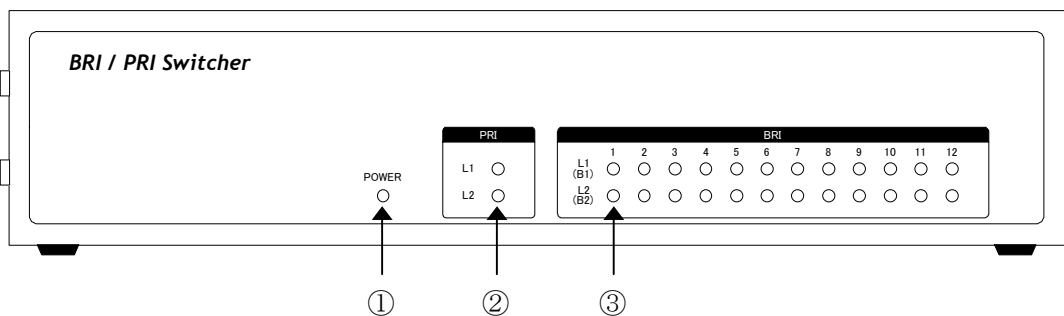 BRI / PRI Switcher
PRI
BRI
1 2 3 4 5 6 7 8 9 10 11 12
L1
L1
(B1)
POWER
L2
L2
(B2)
① ② ③